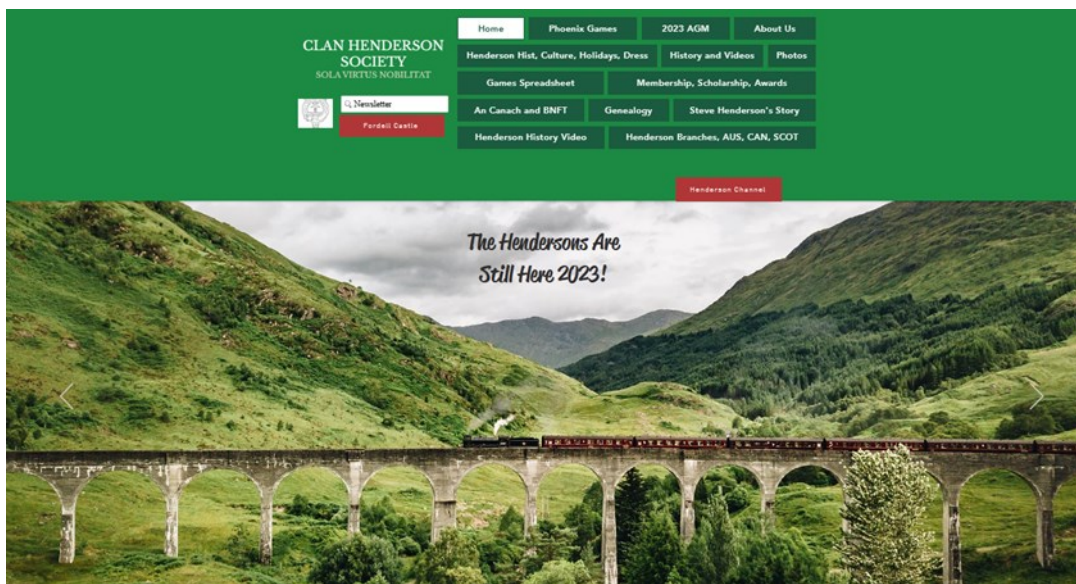 CLAN HENDERSON
SOCIETY
SOLA VIRTUS NOBILITAT
Newsletter
Fordell Castle
Home
Phoenix Games
2023 AGM
About Us
Henderson Hist, Culture, Holidays, Dress
History and Videos
Photos
Games Spreadsheet
Membership, Scholarship, Awards
An Canach and BNFT
Genealogy
Steve Henderson's Story
Henderson History Video
Henderson Branches, AUS, CAN, SCOT
Henderson Channel
The Hendersons Are
Still Here 2023!